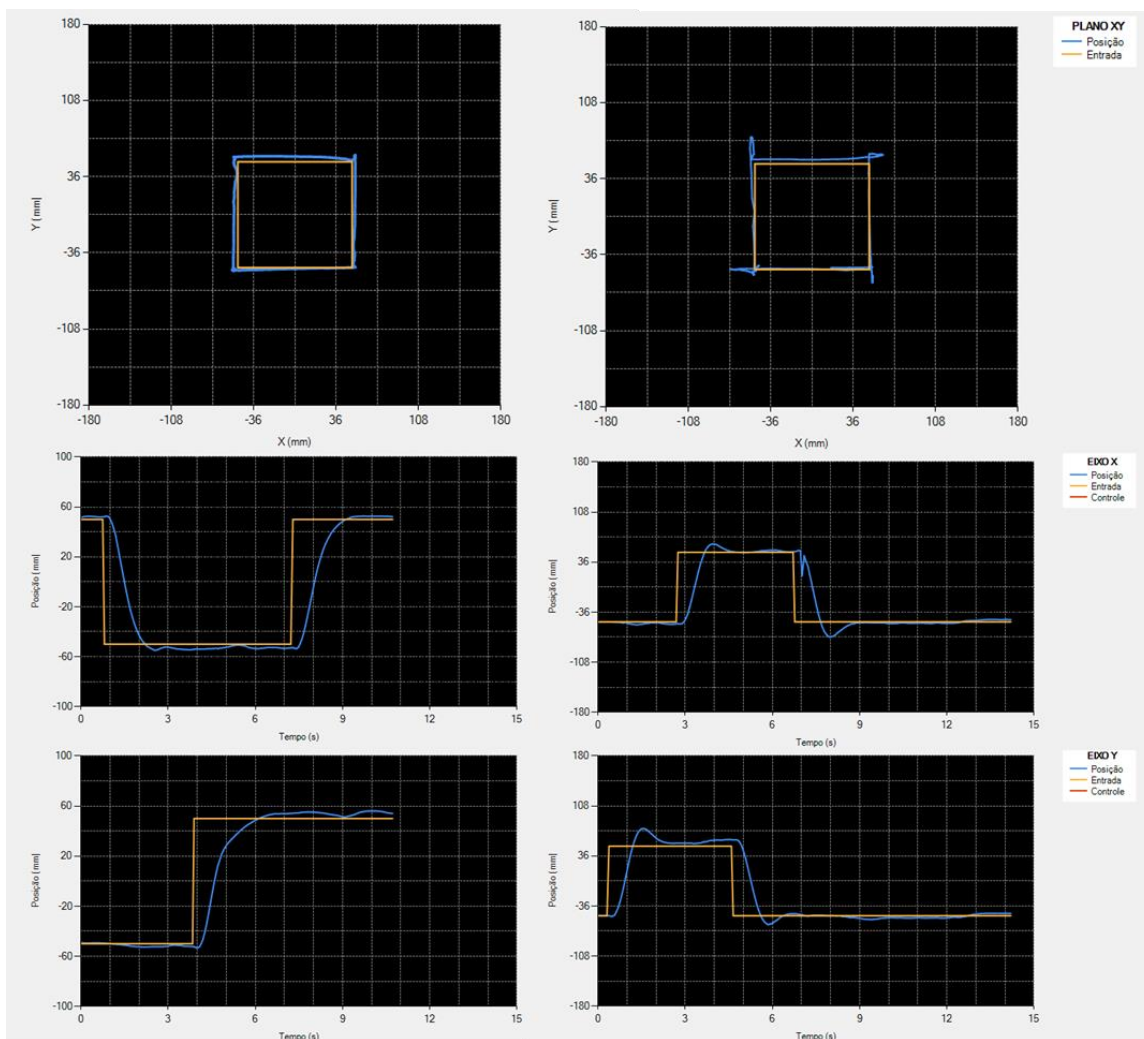 180
108
36
-36
-108
-180
Y ( mm|
-180 -108 -36 36 108 180
X (mm)
180
108
36
-36
-108
-180
Y ( mm|
-180 -108 -36 36 108 180
X (mm)
PLANO XY
Posição
Entrada
100
60
20
-20
-60
-100
Posição ( mm|
0 3 6 9 12 15
Tempo (s)
180
108
36
-36
-108
-180
Posição ( mm|
0 3 6 9 12 15
Tempo (s)
EIXO X
Posição
Entrada
Controle
100
60
20
-20
-60
-100
Posição ( mm|
0 3 6 9 12 15
Tempo (s)
180
108
36
-36
-108
-180
Posição ( mm|
0 3 6 9 12 15
Tempo (s)
EIXO Y
Posição
Entrada
Controle